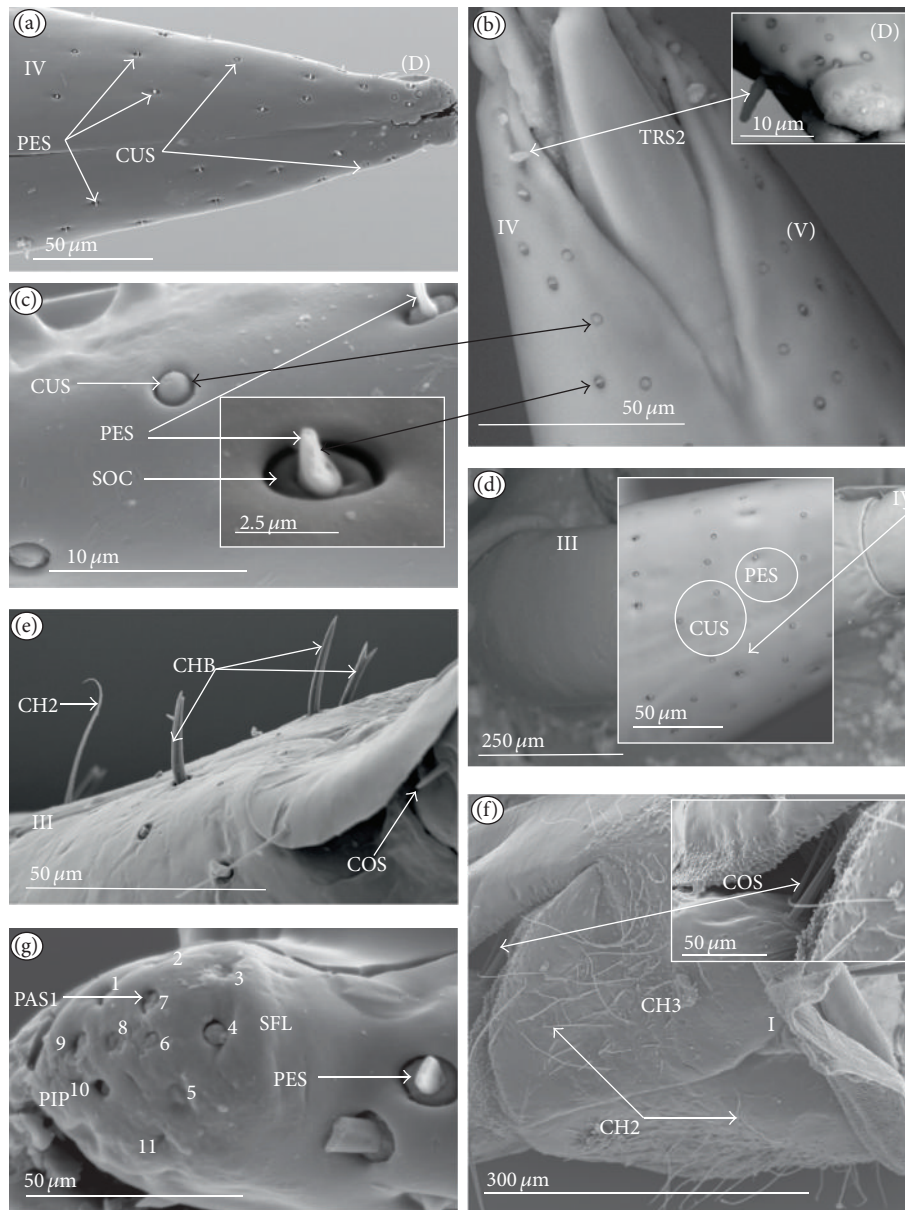 (a)
IV
(D)
PES
CUS
50 μm
(b)
(D)
10 μm
TRS2
IV
(V)
50 μm
(c)
CUS
PES
SOC
2.5 μm
10 μm
(d)
III
IV
PES
CUS
50 μm
250 μm
(e)
CHB
CH2
III
COS
50 μm
(f)
COS
50 μm
CH3
I
CH2
300 μm
(g)
2
1
3
PAS1
7
4
SFL
9
8
6
PES
10
PIP
5
11
50 μm